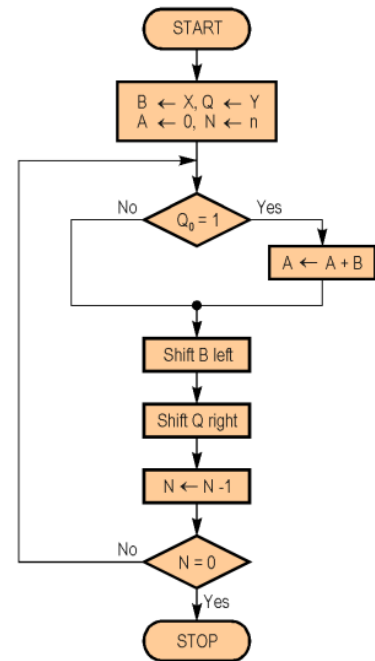 START
B ← X, Q ← Y
A ← 0, N ← n
No
Yes
Q₀ = 1
A ← A + B
Shift B left
Shift Q right
N ← N -1
No
N = 0
Yes
STOP